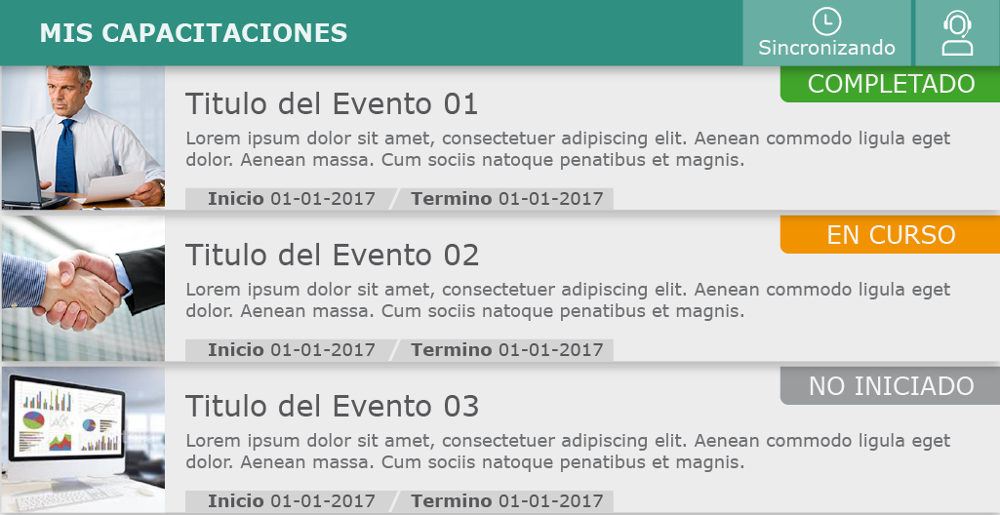 MIS CAPACITACIONES
Sincronizando
COMPLETADO
Titulo del Evento 01
Lorem ipsum dolor sit amet, consectetuer adipiscing elit. Aenean commodo ligula eget
dolor. Aenean massa. Cum sociis natoque penatibus et magnis.
Inicio 01-01-2017 Termino 01-01-2017
EN CURSO
Titulo del Evento 02
Lorem ipsum dolor sit amet, consectetuer adipiscing elit. Aenean commodo ligula eget
dolor. Aenean massa. Cum sociis natoque penatibus et magnis.
Inicio 01-01-2017 Termino 01-01-2017
NO INICIADO
Titulo del Evento 03
Lorem ipsum dolor sit amet, consectetuer adipiscing elit. Aenean commodo ligula eget
dolor. Aenean massa. Cum sociis natoque penatibus et magnis.
Inicio 01-01-2017 Termino 01-01-2017